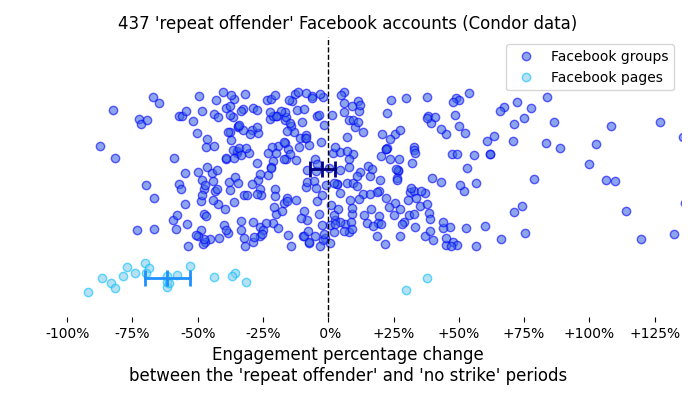 437 'repeat offender' Facebook accounts (Condor data)
Facebook groups
Facebook pages
-100% -75% -50% -25% 0% +25% +50% +75% +100% +125%
Engagement percentage change
between the 'repeat offender' and 'no strike' periods